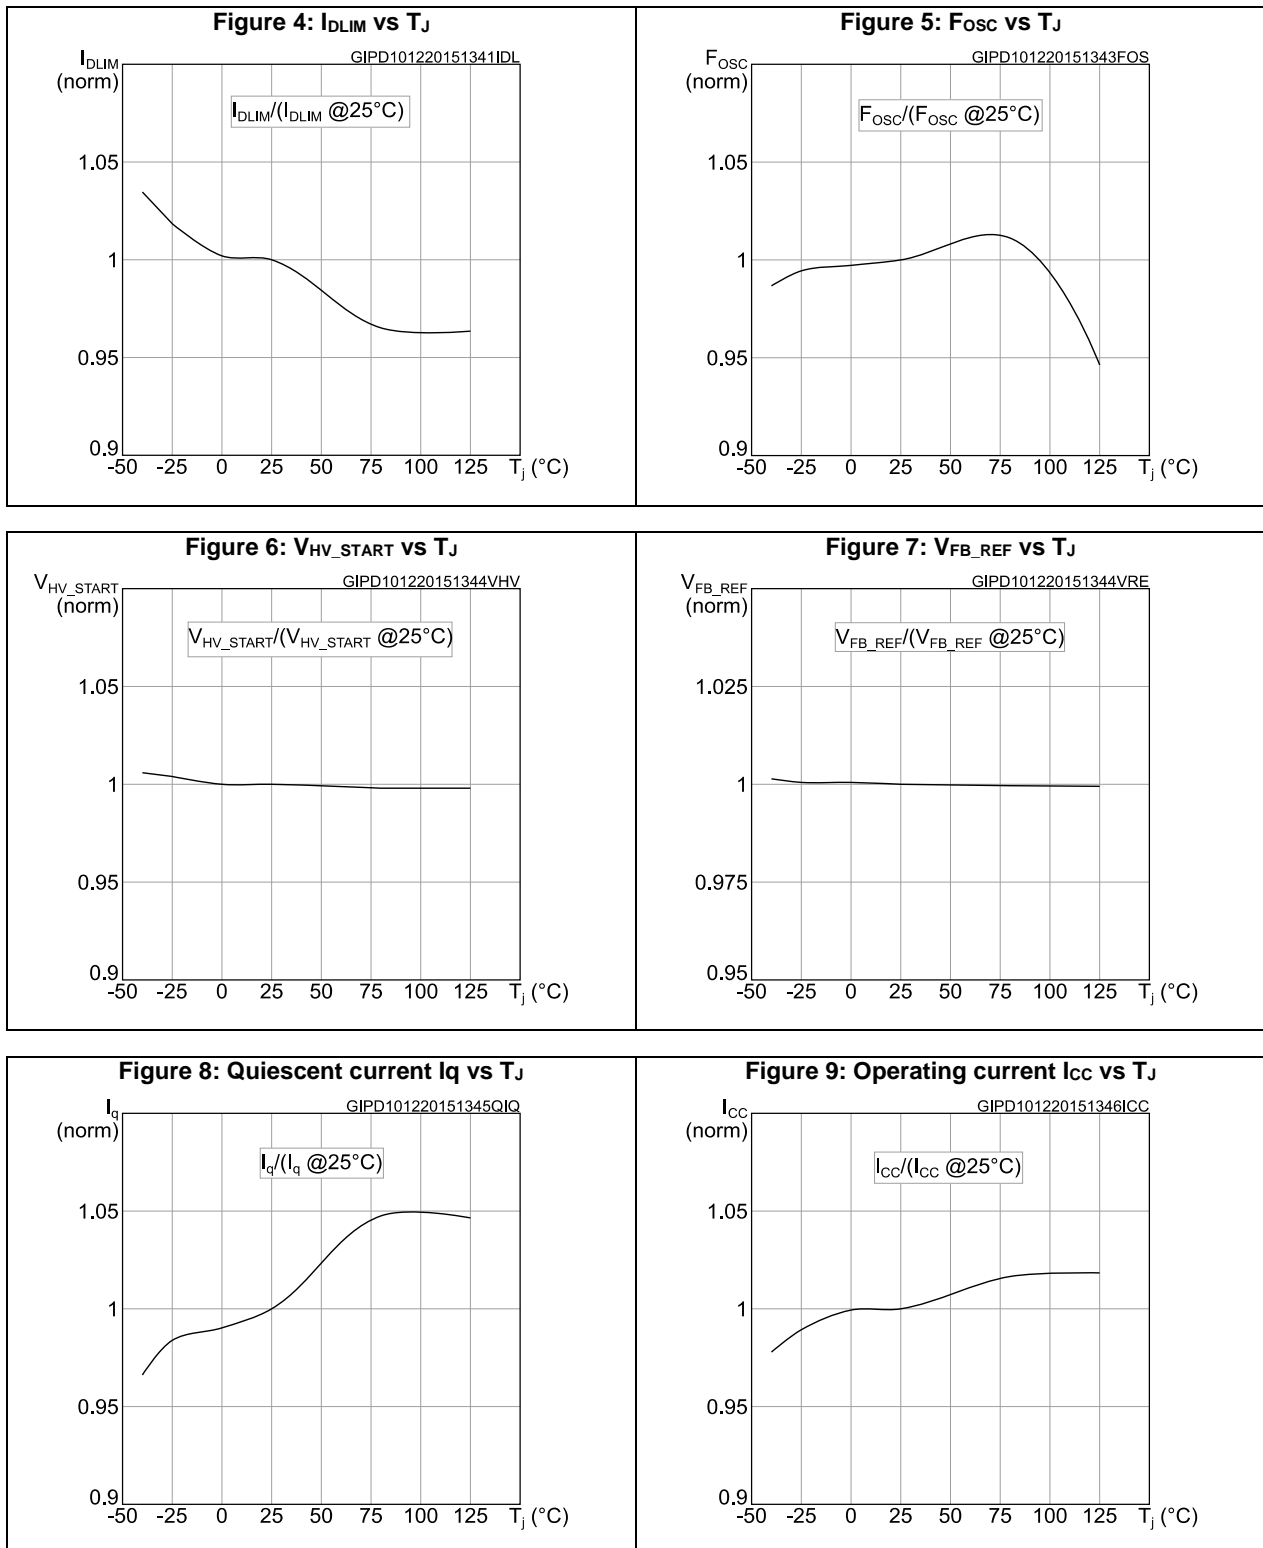 Figure 4: IDLIM vs TJ
IDLIM
(norm)
GIPD101220151341IDL
IDLIM/(IDLIM @25°C)
1.05
1
0.95
0.9
-50 -25 0 25 50 75 100 125 Tj (°C)
Figure 5: FOSC vs TJ
FOSC
(norm)
GIPD101220151343FOS
FOSC/(FOSC @25°C)
1.05
1
0.95
0.9
-50 -25 0 25 50 75 100 125 Tj (°C)
Figure 6: VHV_START vs TJ
VHV_START
(norm)
GIPD101220151344VHV
VHV_START/(VHV_START @25°C)
1.05
1
0.95
0.9
-50 -25 0 25 50 75 100 125 Tj (°C)
Figure 7: VFB_REF vs TJ
VFB_REF
(norm)
GIPD101220151344VRE
VFB_REF/(VFB_REF @25°C)
1.025
1
0.975
0.95
-50 -25 0 25 50 75 100 125 Tj (°C)
Figure 8: Quiescent current Iq vs TJ
Iq
(norm)
GIPD101220151345QIQ
Iq/(Iq @25°C)
1.05
1
0.95
0.9
-50 -25 0 25 50 75 100 125 Tj (°C)
Figure 9: Operating current ICC vs TJ
ICC
(norm)
GIPD101220151346ICC
ICC/(ICC @25°C)
1.05
1
0.95
0.9
-50 -25 0 25 50 75 100 125 Tj (°C)